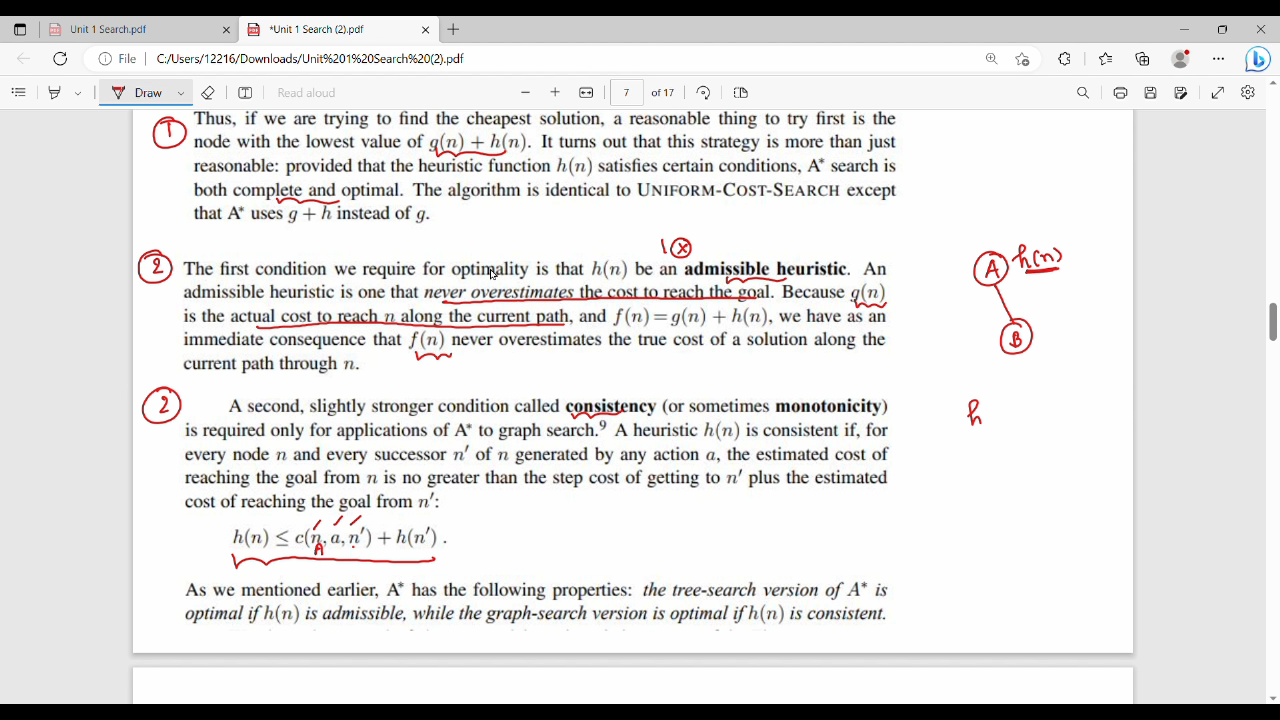 Unit 1 Search.pdf
*Unit 1 Search (2).pdf
File
C:/Users/12216/Downloads/Unit%201%20Search%20(2).pdf
Draw
Read aloud
7
of 17
1 Thus, if we are trying to find the cheapest solution, a reasonable thing to try first is the
node with the lowest value of g(n) + h(n). It turns out that this strategy is more than just
reasonable: provided that the heuristic function h(n) satisfies certain conditions, A* search is
both complete and optimal. The algorithm is identical to UNIFORM-COST-SEARCH except
that A* uses g + h instead of g.
1 x
2 The first condition we require for optimality is that h(n) be an admissible heuristic. An
admissible heuristic is one that never overestimates the cost to reach the goal. Because g(n)
is the actual cost to reach n along the current path, and f(n) = g(n) + h(n), we have as an
immediate consequence that f(n) never overestimates the true cost of a solution along the
current path through n.
A h(n)
B
2 A second, slightly stronger condition called consistency (or sometimes monotonicity)
is required only for applications of A* to graph search.9 A heuristic h(n) is consistent if, for
every node n and every successor n′ of n generated by any action a, the estimated cost of
reaching the goal from n is no greater than the step cost of getting to n′ plus the estimated
cost of reaching the goal from n′:
h
h(n) ≤ c(n, a, n′) + h(n′) .
A
As we mentioned earlier, A* has the following properties: the tree-search version of A* is
optimal if h(n) is admissible, while the graph-search version is optimal if h(n) is consistent.